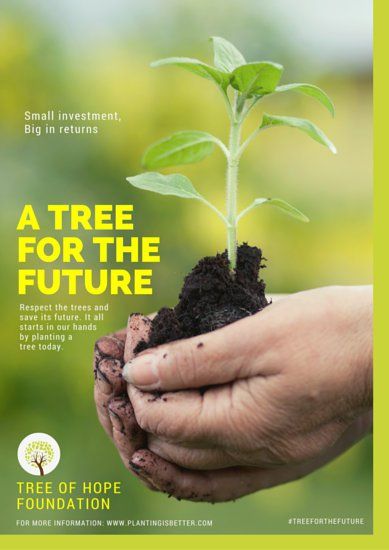 Small investment,
Big in returns
A TREE
FOR THE
FUTURE
Respect the trees and
save its future. It all
starts in our hands
by planting a
tree today.
TREE OF HOPE
FOUNDATION
FOR MORE INFORMATION: WWW.PLANTINGISBETTER.COM
#TREEFORTHEFUTURE